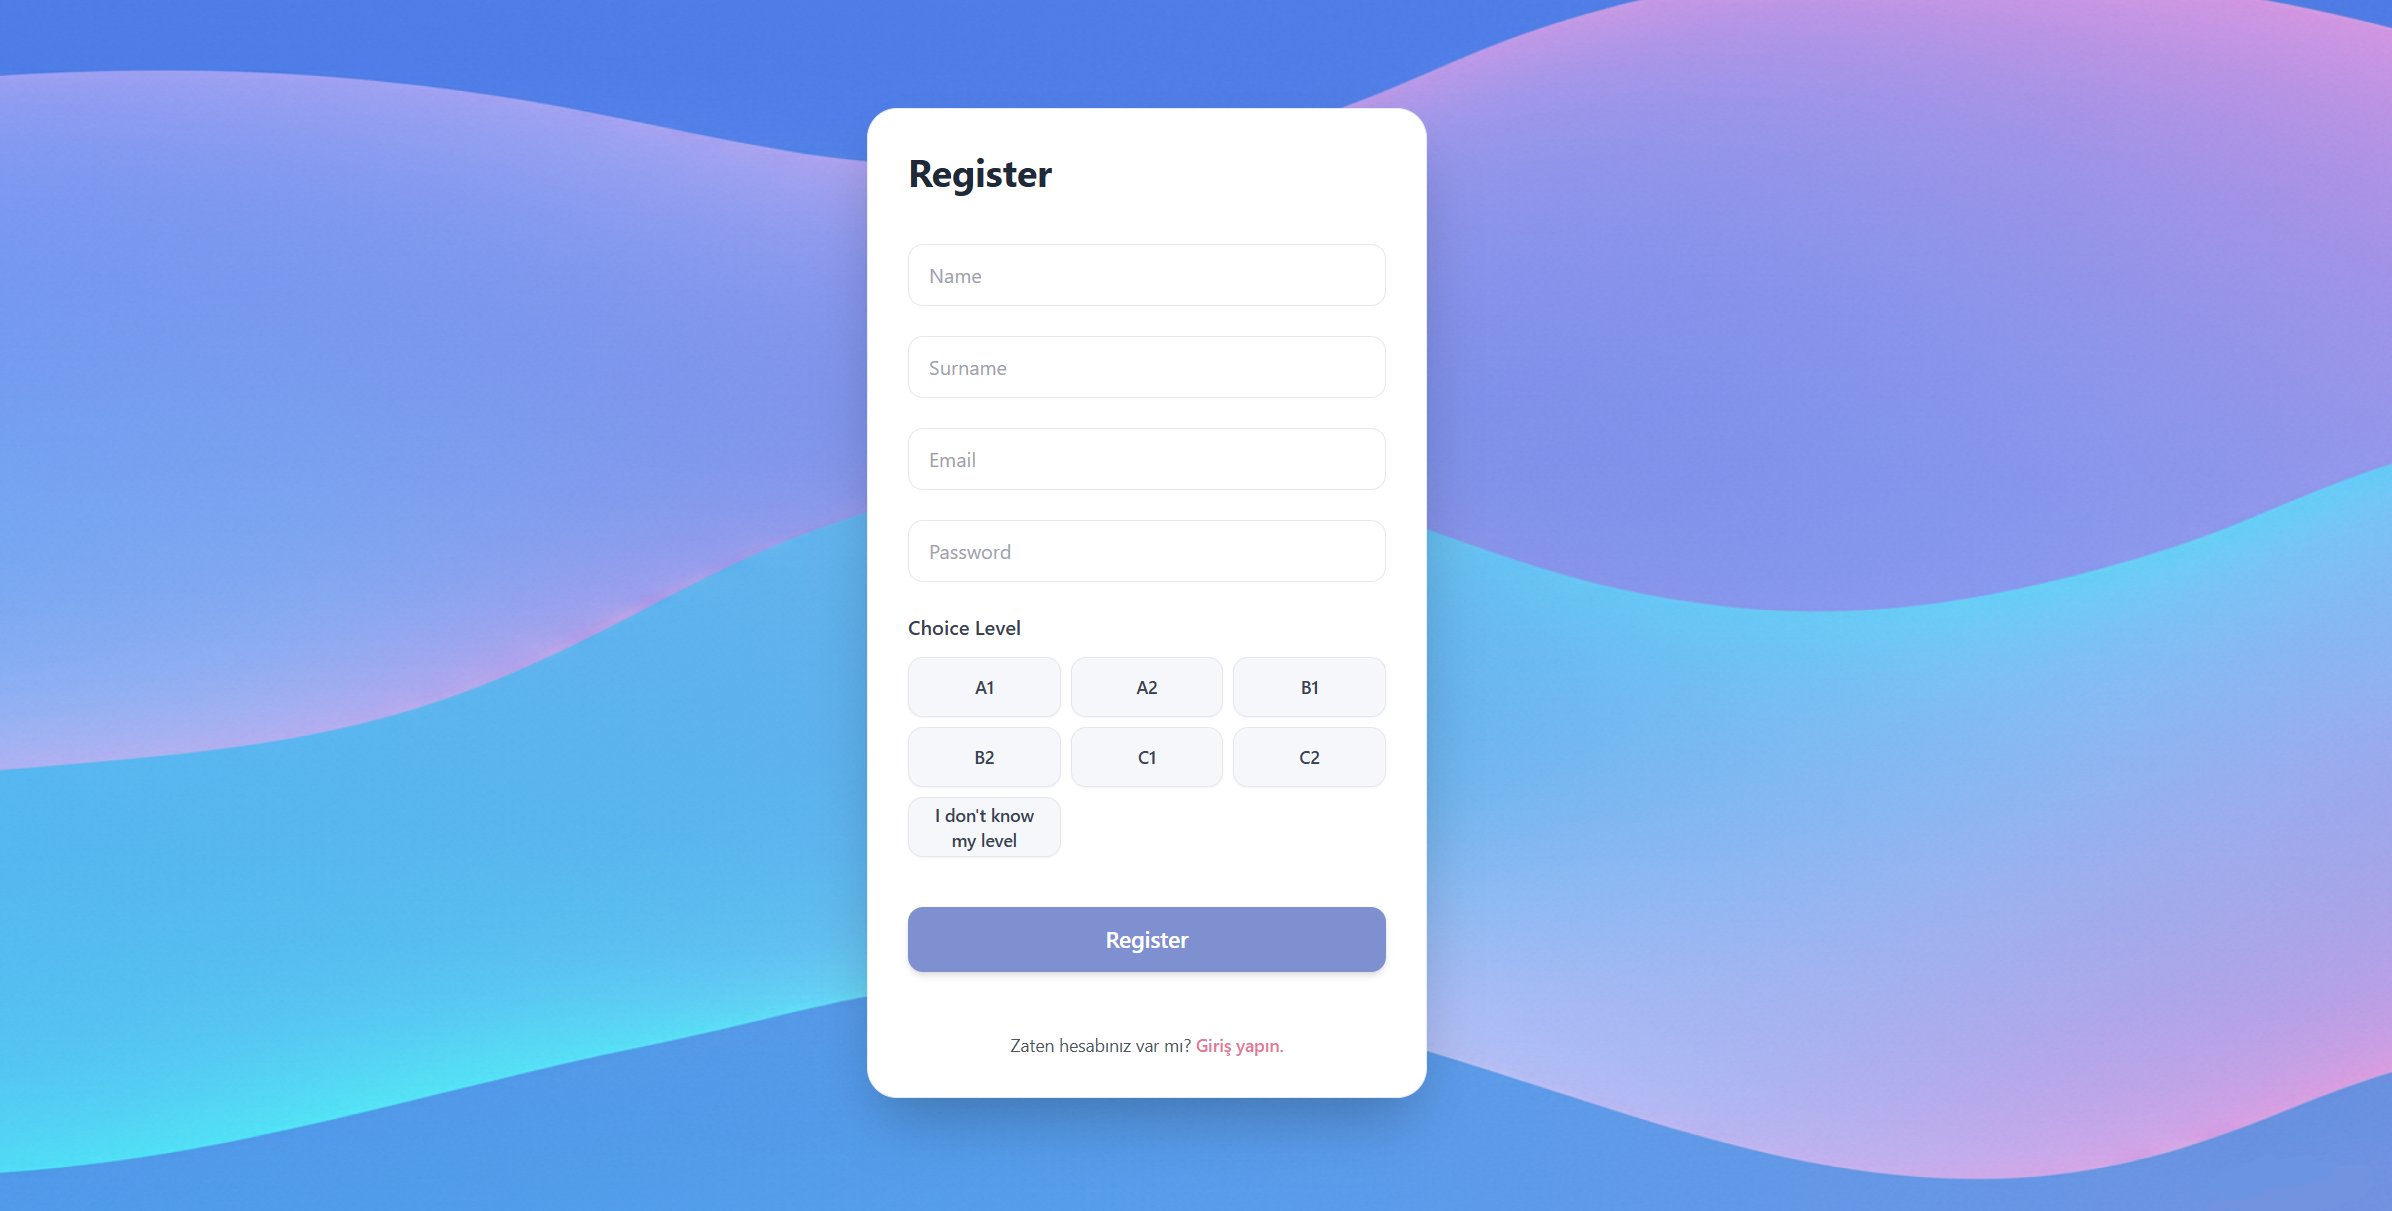 Register
Name
Surname
Email
Password
Choice Level
A1
A2
B1
B2
C1
C2
I don't know
my level
Register
Zaten hesabınız var mı? Giriş yapın.